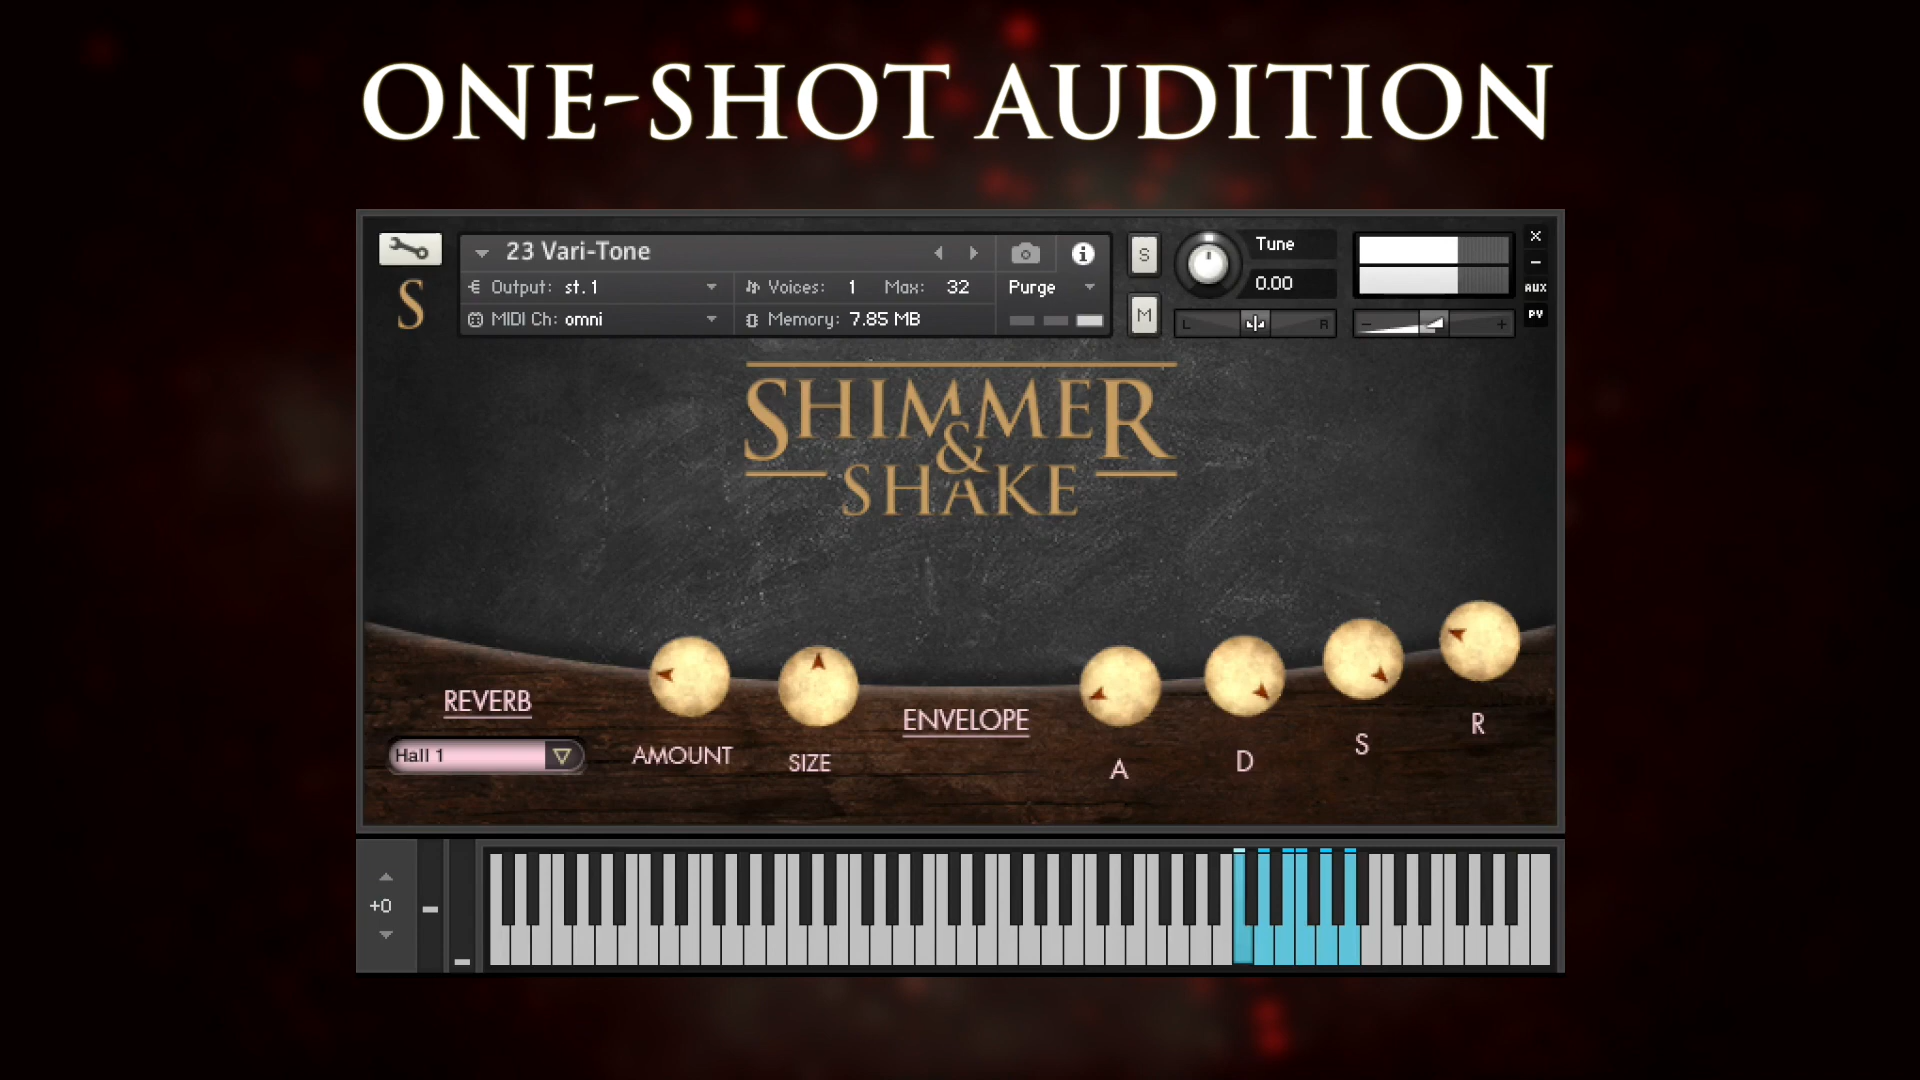 ONE-SHOT AUDITION
23 Vari-Tone
S
Tune
0.00
X
AUX
PV
S
Output: st. 1
Voices: 1 Max: 32
Purge
MIDI Ch: omni
Memory: 7.85 MB
M
L R
- +
SHIMMER
&
SHAKE
REVERB
Hall 1
AMOUNT
SIZE
ENVELOPE
A
D
S
R
+0